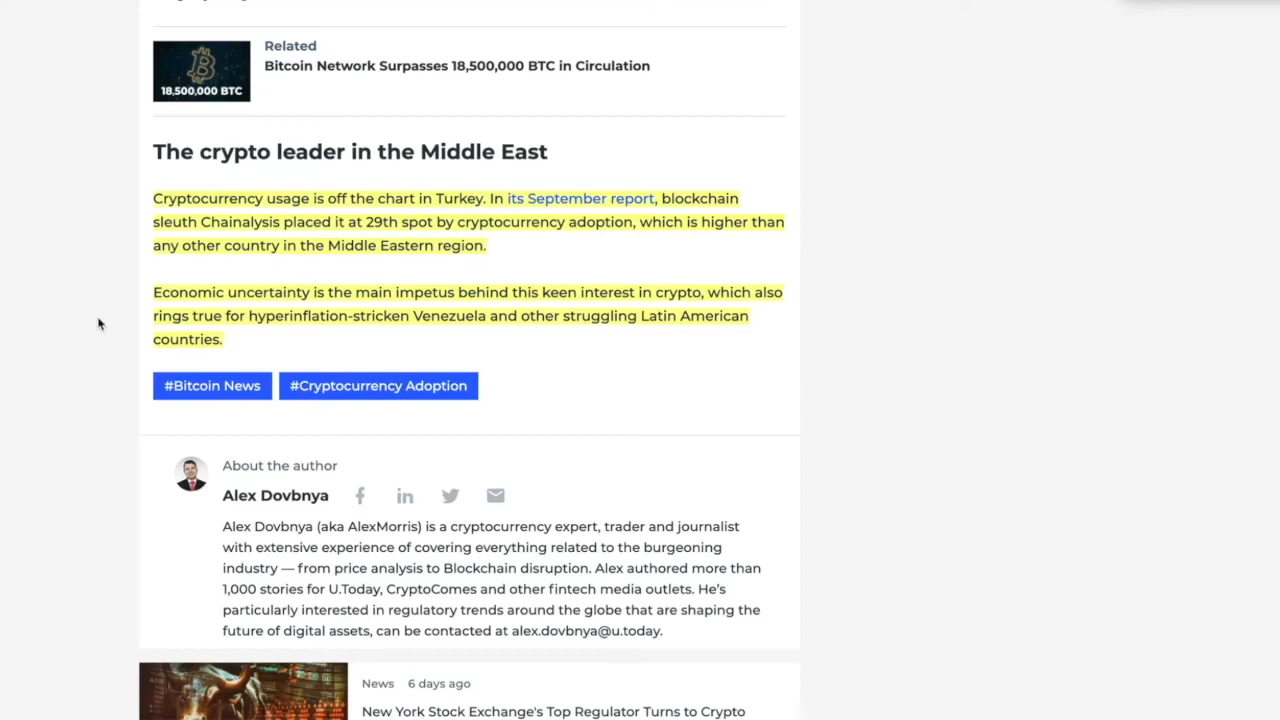 Related
Bitcoin Network Surpasses 18,500,000 BTC in Circulation
18,500,000 BTC
The crypto leader in the Middle East
Cryptocurrency usage is off the chart in Turkey. In its September report, blockchain
sleuth Chainalysis placed it at 29th spot by cryptocurrency adoption, which is higher than
any other country in the Middle Eastern region.
Economic uncertainty is the main impetus behind this keen interest in crypto, which also
rings true for hyperinflation-stricken Venezuela and other struggling Latin American
countries.
#Bitcoin News #Cryptocurrency Adoption
About the author
Alex Dovbnya
Alex Dovbnya (aka AlexMorris) is a cryptocurrency expert, trader and journalist
with extensive experience of covering everything related to the burgeoning
industry — from price analysis to Blockchain disruption. Alex authored more than
1,000 stories for U.Today, CryptoComes and other fintech media outlets. He's
particularly interested in regulatory trends around the globe that are shaping the
future of digital assets, can be contacted at alex.dovbnya@u.today.
News 6 days ago
New York Stock Exchange's Top Regulator Turns to Crypto